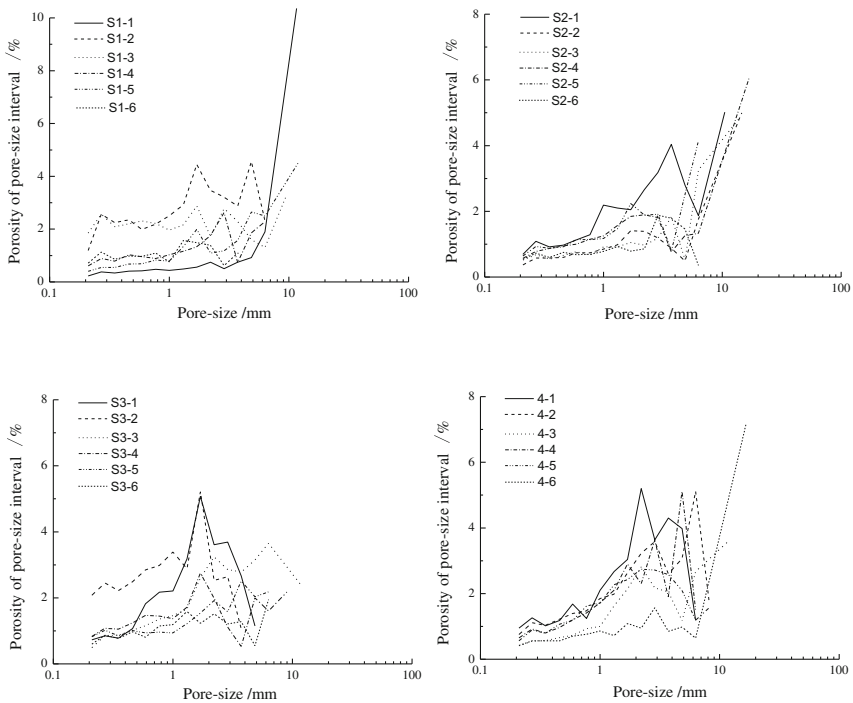 10
8
6
4
2
0
Porosity of pore-size interval /%
S1-1
S1-2
S1-3
S1-4
S1-5
S1-6
0.1 1 10 100
Pore-size /mm
8
6
4
2
0
Porosity of pore-size interval /%
S2-1
S2-2
S2-3
S2-4
S2-5
S2-6
0.1 1 10 100
Pore-size /mm
8
6
4
2
0
Porosity of pore-size interval /%
S3-1
S3-2
S3-3
S3-4
S3-5
S3-6
0.1 1 10 100
Pore-size /mm
8
6
4
2
0
Porosity of pore-size interval /%
4-1
4-2
4-3
4-4
4-5
4-6
0.1 1 10 100
Pore-size /mm